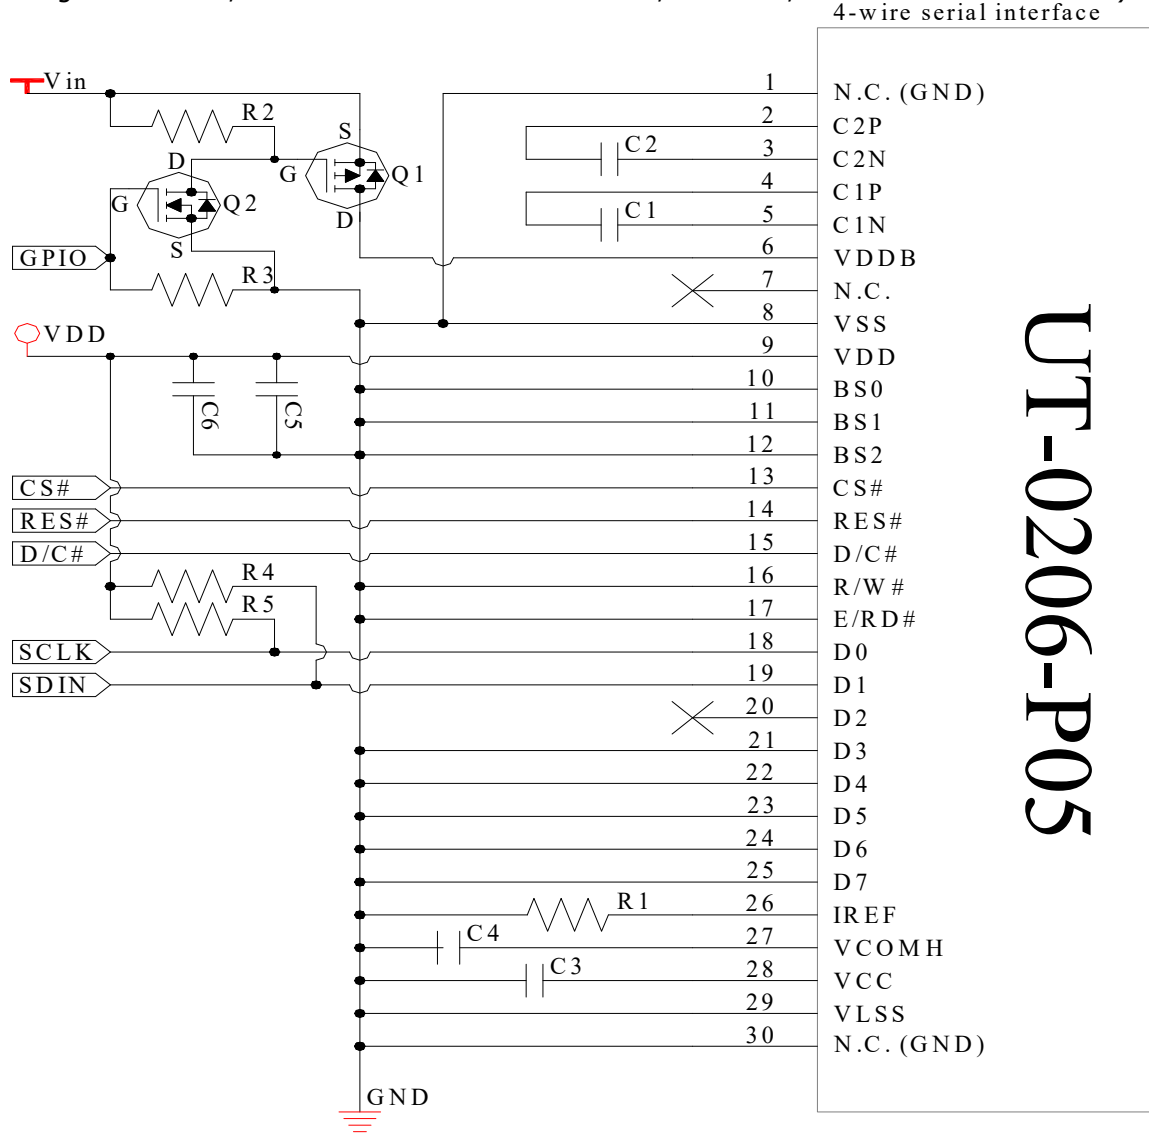 4-wire serial interface
Vin
R2
S
D
G
Q1
G
Q2
D
S
GPIO
R3
VDD
C6
C5
CS#
RES#
D/C#
R4
R5
SCLK
SDIN
C2
C1
R1
C4
C3
GND
1 N.C. (GND)
2 C2P
3 C2N
4 C1P
5 C1N
6 VDDB
7 N.C.
8 VSS
9 VDD
10 BS0
11 BS1
12 BS2
13 CS#
14 RES#
15 D/C#
16 R/W#
17 E/RD#
18 D0
19 D1
20 D2
21 D3
22 D4
23 D5
24 D6
25 D7
26 IREF
27 VCOMH
28 VCC
29 VLSS
30 N.C. (GND)
UT-0206-P05